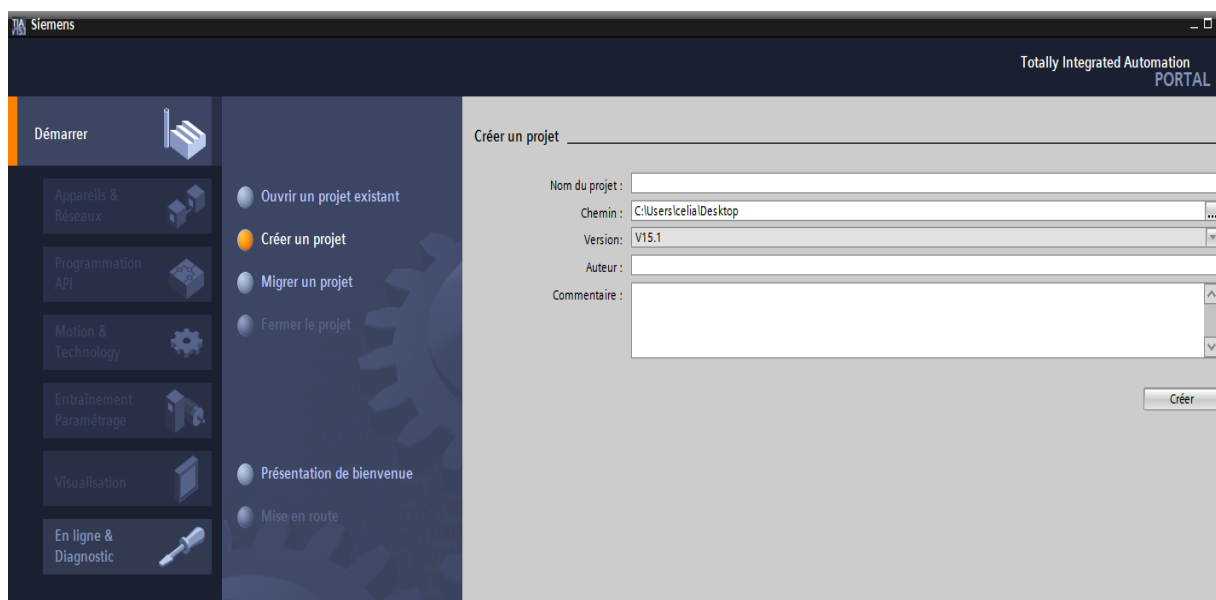 Siemens
Totally Integrated Automation
PORTAL
Démarrer
Appareils &
Réseaux
Programmation
API
Motion &
Technology
Entraînement
Paramétrage
Visualisation
En ligne &
Diagnostic
Ouvrir un projet existant
Créer un projet
Migrer un projet
Fermer le projet
Présentation de bienvenue
Mise en route
Créer un projet
Nom du projet :
Chemin : C:\Users\celia\Desktop
...
Version: V15.1
Auteur :
Commentaire :
Créer